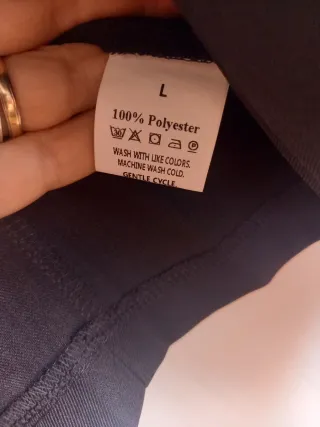 L
100% Polyester
WASH WITH LIKE COLORS.
MACHINE WASH COLD.
GENTLE CYCLE